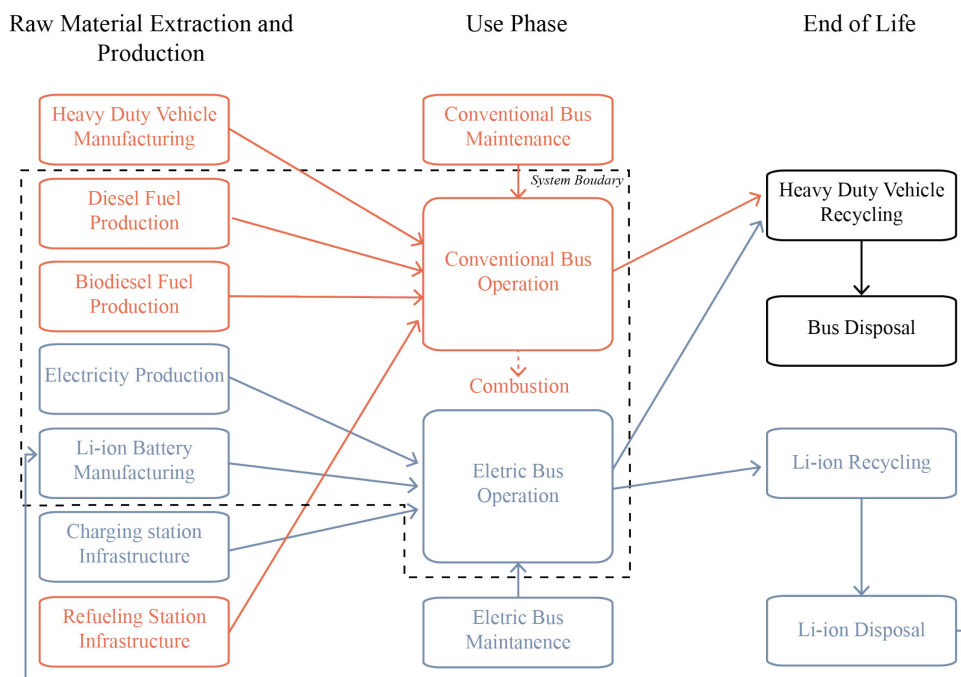 Raw Material Extraction and
Production
Use Phase
End of Life
Heavy Duty Vehicle
Manufacturing
Conventional Bus
Maintenance
System Boudary
Diesel Fuel
Production
Heavy Duty Vehicle
Recycling
Biodiesel Fuel
Production
Conventional Bus
Operation
Bus Disposal
Electricity Production
Combustion
Li-ion Battery
Manufacturing
Eletric Bus
Operation
Li-ion Recycling
Charging station
Infrastructure
Refueling Station
Infrastructure
Eletric Bus
Maintanence
Li-ion Disposal